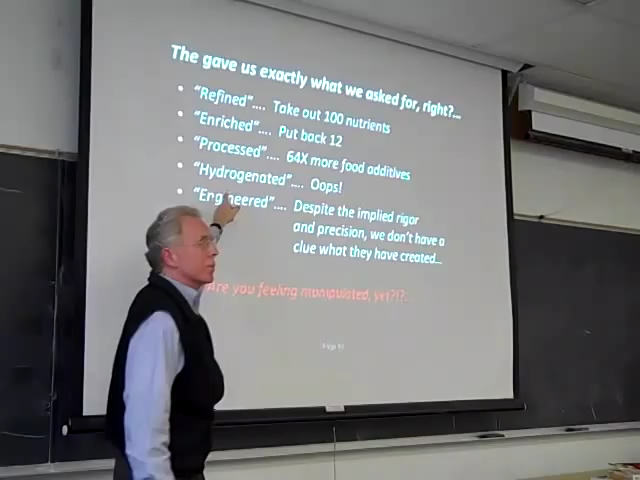 The gave us exactly what we asked for, right?...
• "Refined".... Take out 100 nutrients
• "Enriched".... Put back 12
• "Processed".... 64X more food additives
• "Hydrogenated".... Oops!
• "Engineered".... Despite the implied rigor
and precision, we don't have a
clue what they have created...
Are you feeling manipulated, yet?!?...